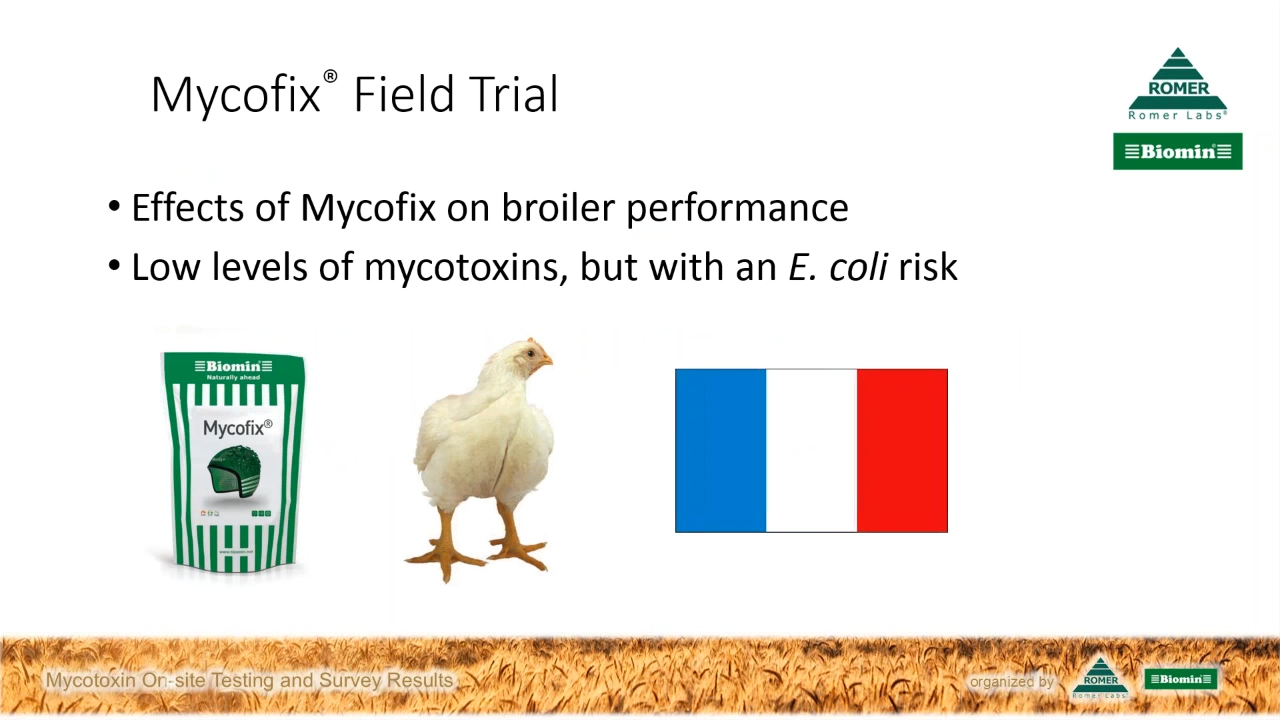 Mycofix® Field Trial
ROMER
Romer Labs®
Biomin®
• Effects of Mycofix on broiler performance
• Low levels of mycotoxins, but with an E. coli risk
Biomin®
Naturally ahead
Mycofix®
Mycotoxin On-site Testing and Survey Results
organized by
ROMER
Romer Labs®
Biomin